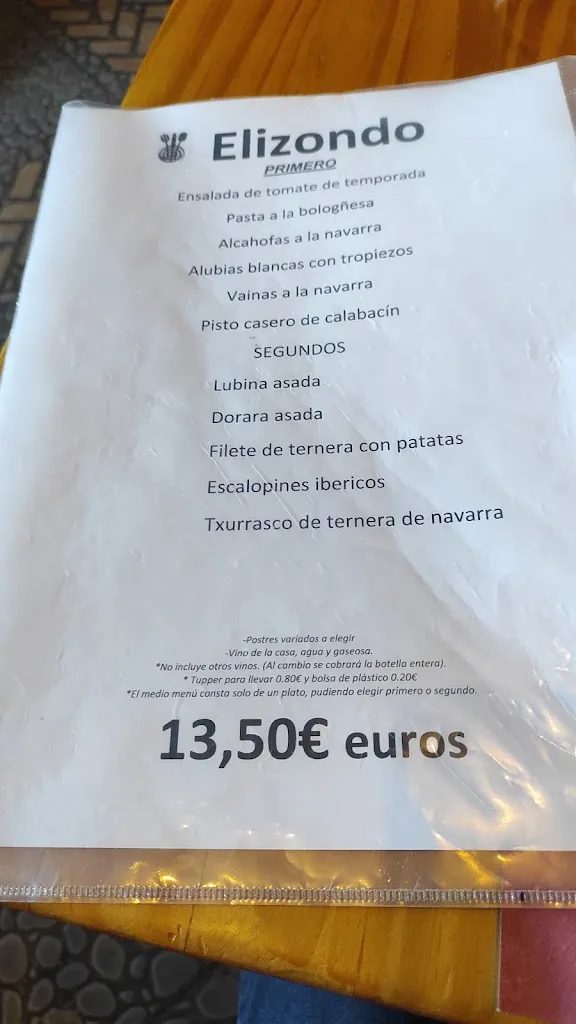 Elizondo
PRIMERO
Ensalada de tomate de temporada
Pasta a la bologñesa
Alcahofas a la navarra
Alubias blancas con tropiezos
Vainas a la navarra
Pisto casero de calabacín
SEGUNDOS
Lubina asada
Dorara asada
Filete de ternera con patatas
Escalopines ibericos
Txurrasco de ternera de navarra
-Postres variados a elegir
-Vino de la casa, agua y gaseosa.
*No incluye otros vinos. (Al cambio se cobrará la botella entera).
* Tupper para llevar 0.80€ y bolsa de plástico 0.20€
*El medio menú consta solo de un plato, pudiendo elegir primero o segundo.
13,50€ euros